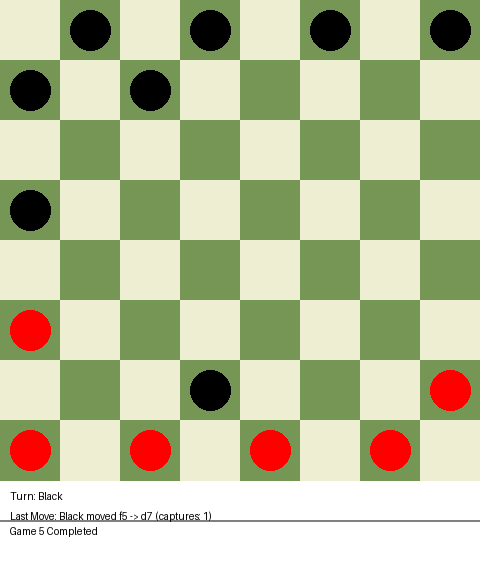 Turn: Black
Last Move: Black moved f5 -> d7 (captures: 1)
Game 5 Completed